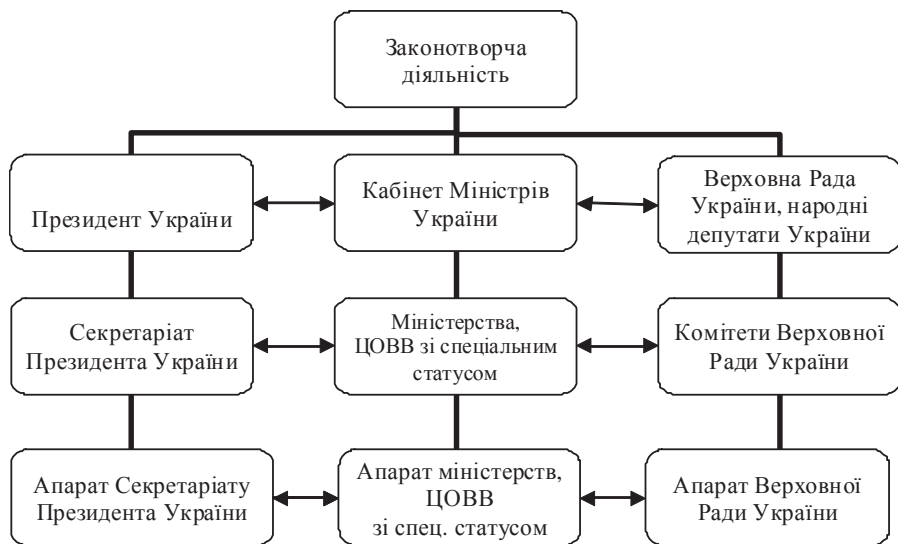 Законотворча
діяльність
Президент України
Кабінет Міністрів
України
Верховна Рада
України, народні
депутати України
Секретаріат
Президента України
Міністерства,
ЦОВВ зі спеціальним
статусом
Комітети Верховної
Ради України
Апарат Секретаріату
Президента України
Апарат міністерств,
ЦОВВ
зі спец. статусом
Апарат Верховної
Ради України